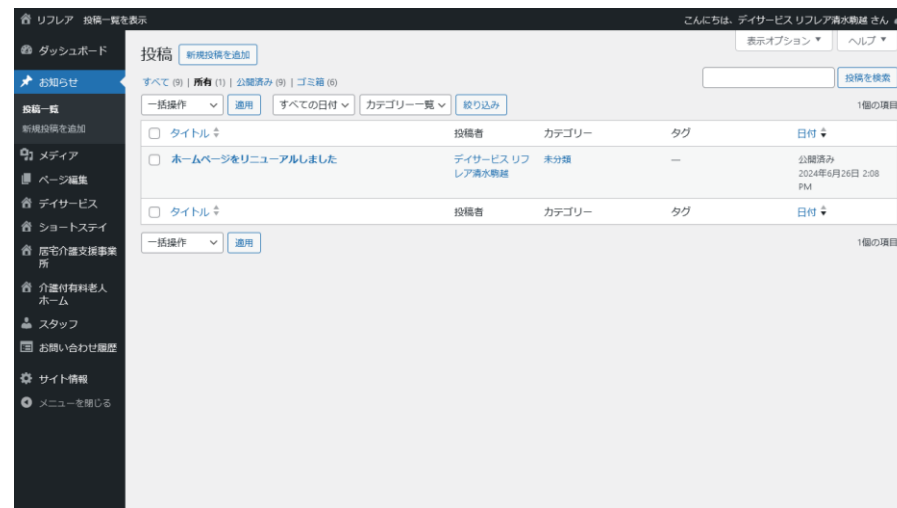 リフレア 投稿一覧を表示
こんにちは、デイサービス リフレア清水駒越 さん
ダッシュボード
お知らせ
投稿一覧
新規投稿を追加
メディア
ページ編集
デイサービス
ショートステイ
居宅介護支援事業
所
介護付有料老人
ホーム
スタッフ
お問い合わせ履歴
サイト情報
メニューを閉じる
表示オプション ▼
ヘルプ ▼
投稿 新規投稿を追加
すべて (9) | 所有 (1) | 公開済み (9) | ゴミ箱 (6)
投稿を検索
一括操作 適用 すべての日付 カテゴリー一覧 絞り込み
1個の項目
タイトル 投稿者 カテゴリー タグ 日付
ホームページをリニューアルしました
デイサービス リフ
レア清水駒越
未分類
—
公開済み
2024年6月26日 2:08
PM
タイトル 投稿者 カテゴリー タグ 日付
一括操作 適用
1個の項目